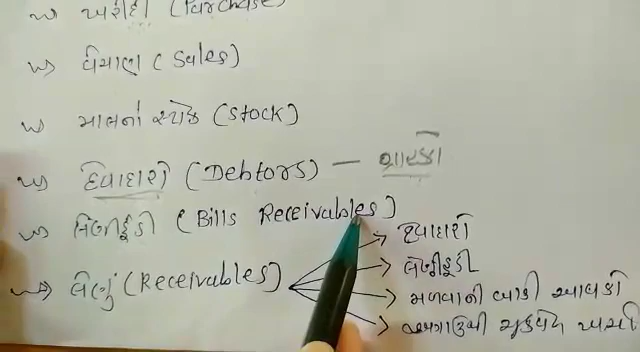 ખરીદી (Purchase)
વેચાણ (Sales)
માલનો સ્ટોક (Stock)
દેવાદારો (Debtors) — ગ્રાહકો
લેણીહૂંડી (Bills Receivables)
લેણું (Receivables)
દેવાદારો
લેણીહૂંડી
મળવાની બાકી આવકો
અગાઉથી ચૂકવેલ ખર્ચા